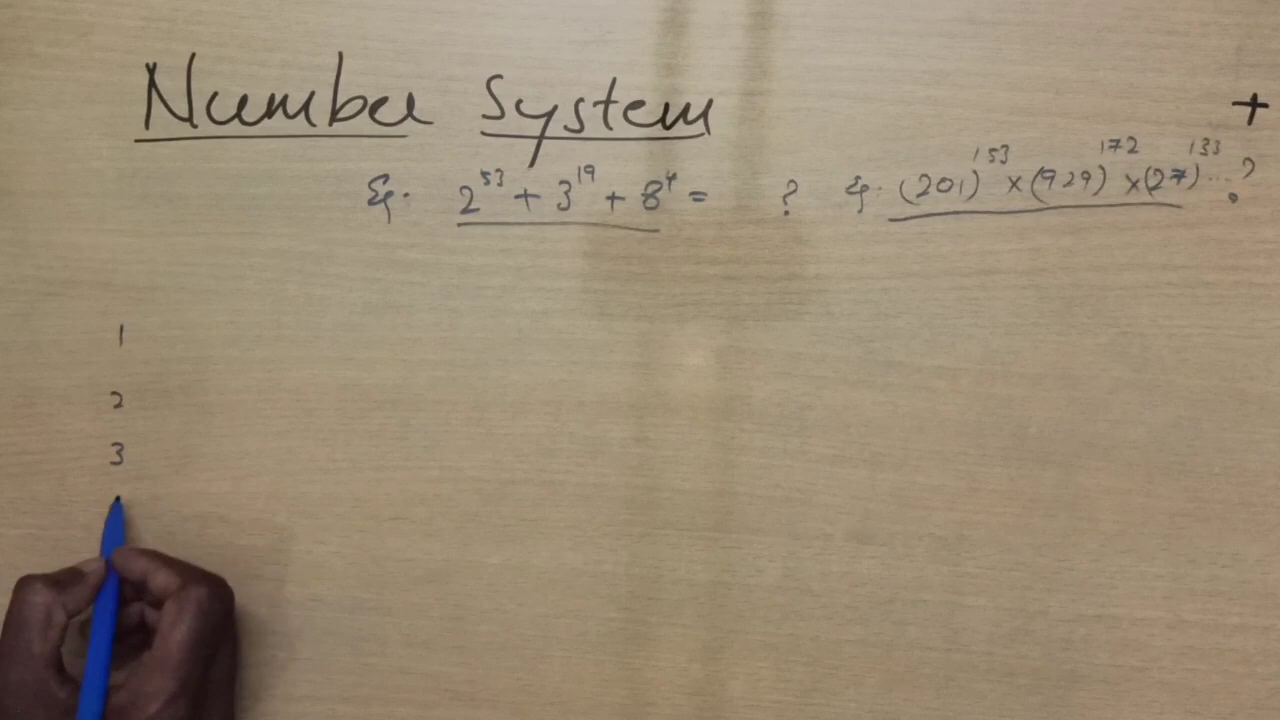 Number System
+
Eg. 2^53 + 3^19 + 8^4 = ? Eg. (201)^153 x (929)^172 x (27)^133 ... ?
1
2
3